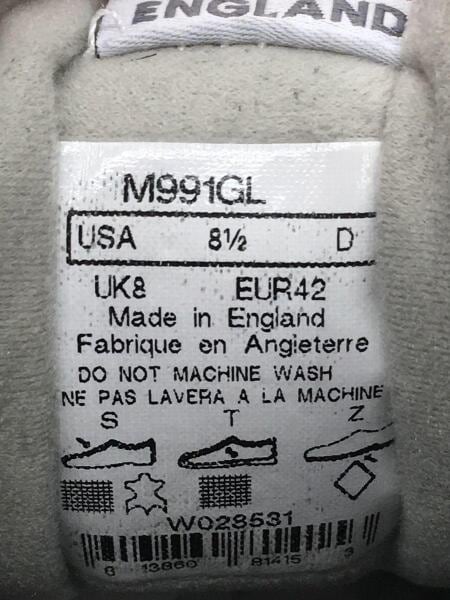 ENGLAND
M991GL
USA 8½ D
UK8 EUR42
Made in England
Fabrique en Angleterre
DO NOT MACHINE WASH
NE PAS LAVERA A LA MACHINE
S T Z
W028531
6 13860 81415 3